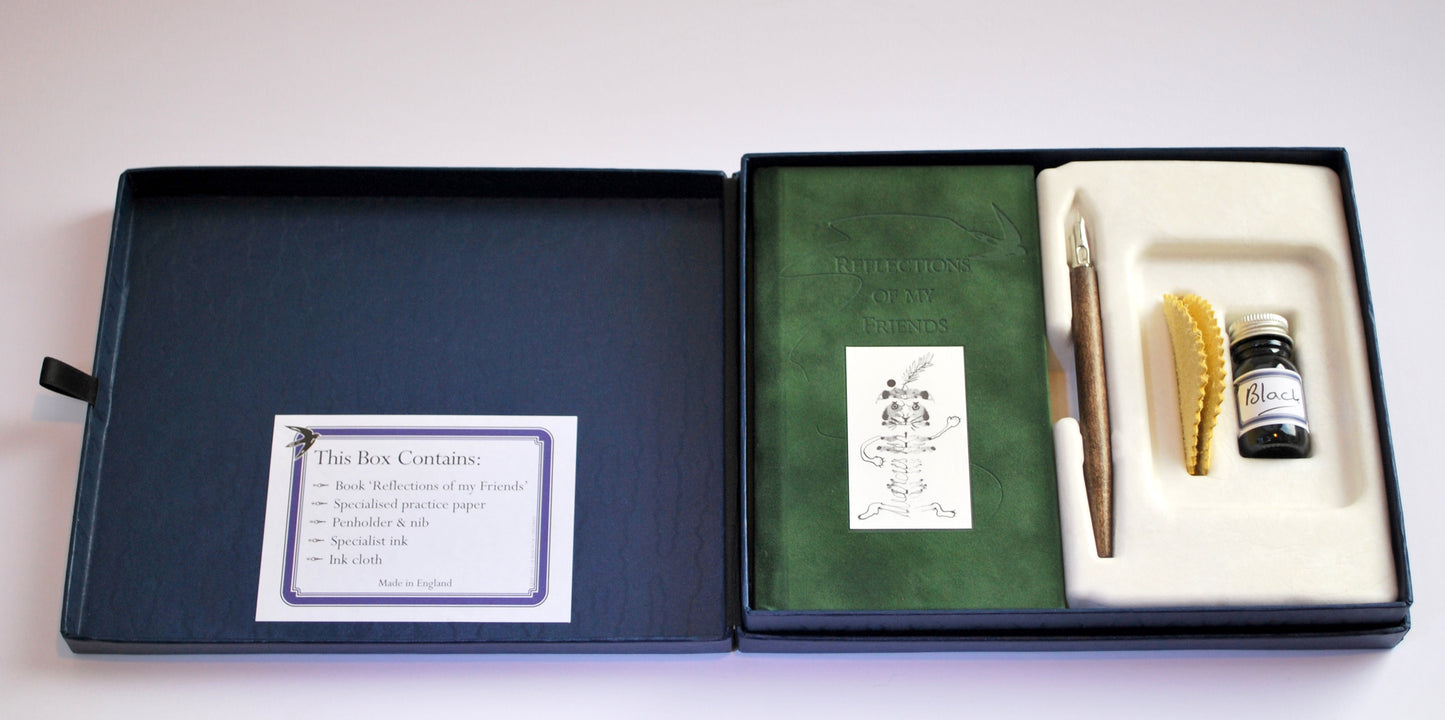 This Box Contains:
Book ‘Reflections of my Friends’
Specialised practice paper
Penholder & nib
Specialist ink
Ink cloth
Made in England
REFLECTIONS
OF MY
FRIENDS
Black